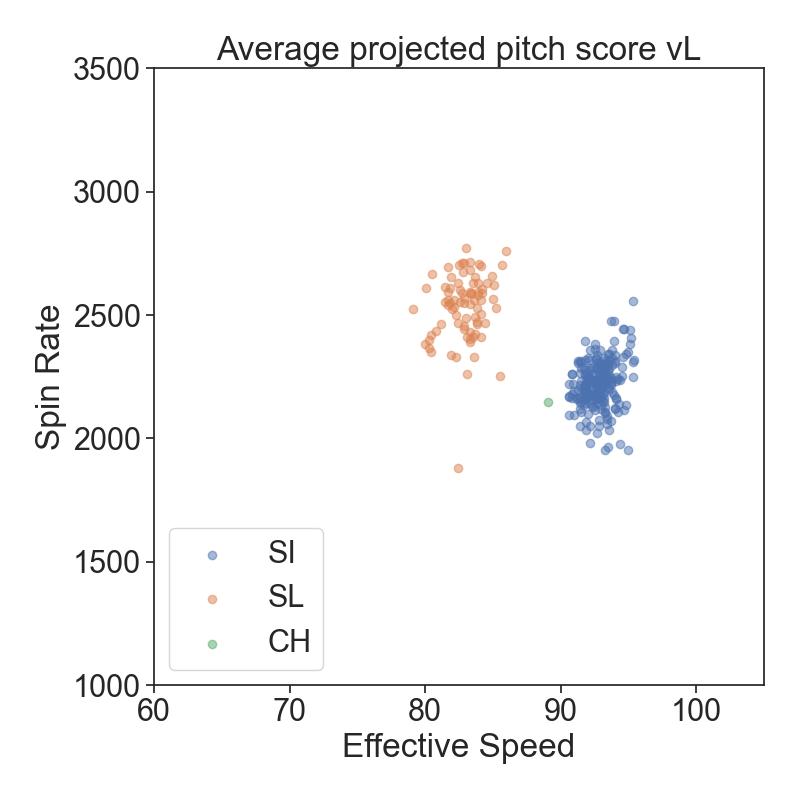 Average projected pitch score vL
3500
3000
2500
2000
1500
1000
Spin Rate
SI
SL
CH
60 70 80 90 100
Effective Speed